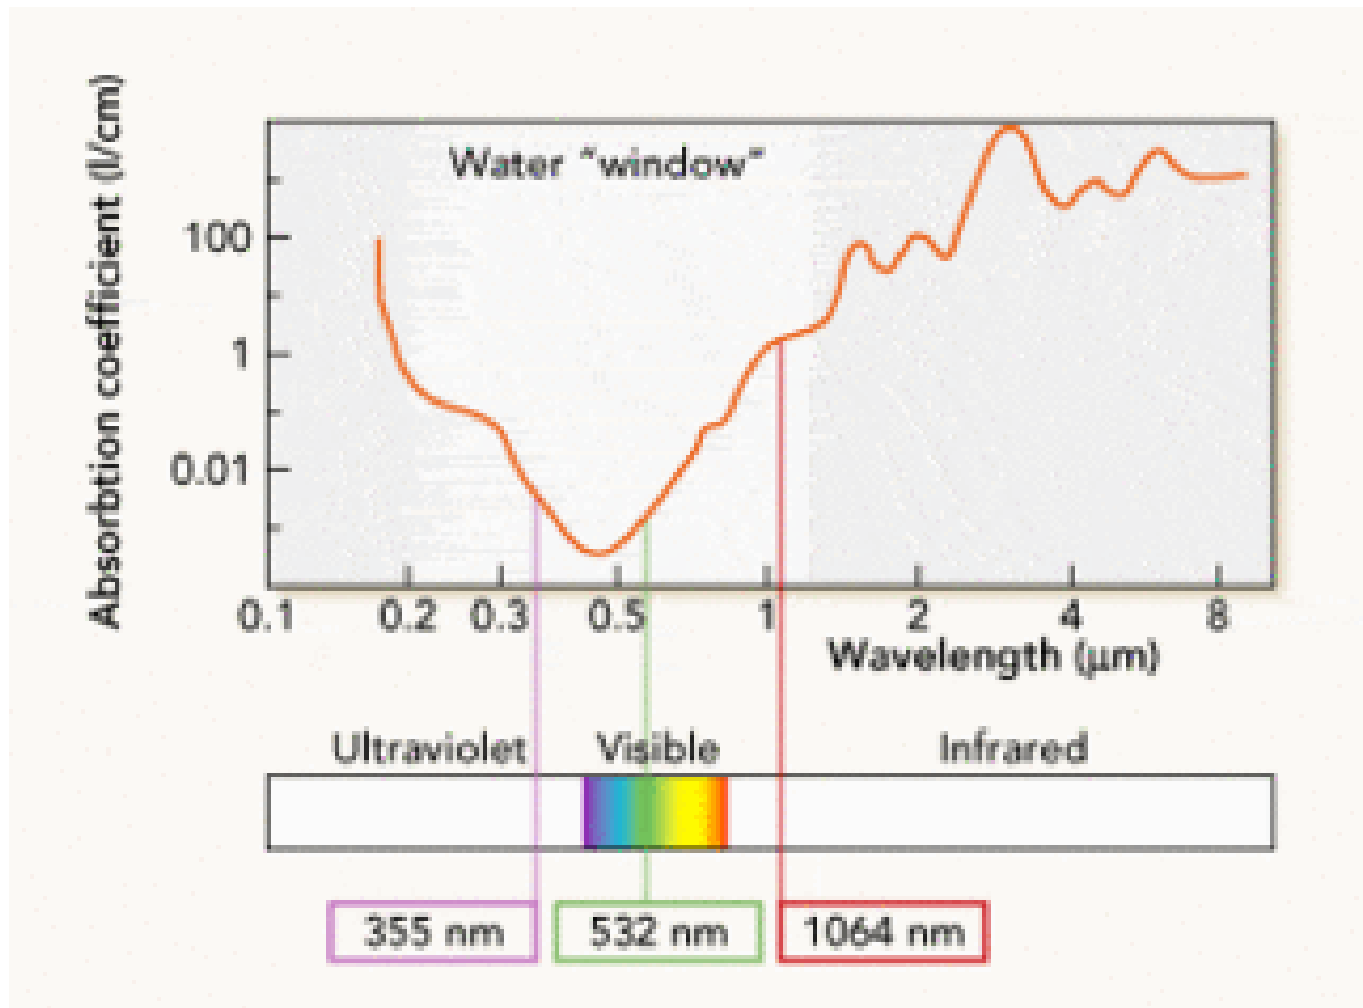 Absorbtion coefficient (l/cm)
Water "window"
100
1
0.01
0.1 0.2 0.3 0.5 1 2 4 8
Wavelength (µm)
Ultraviolet Visible Infrared
355 nm 532 nm 1064 nm